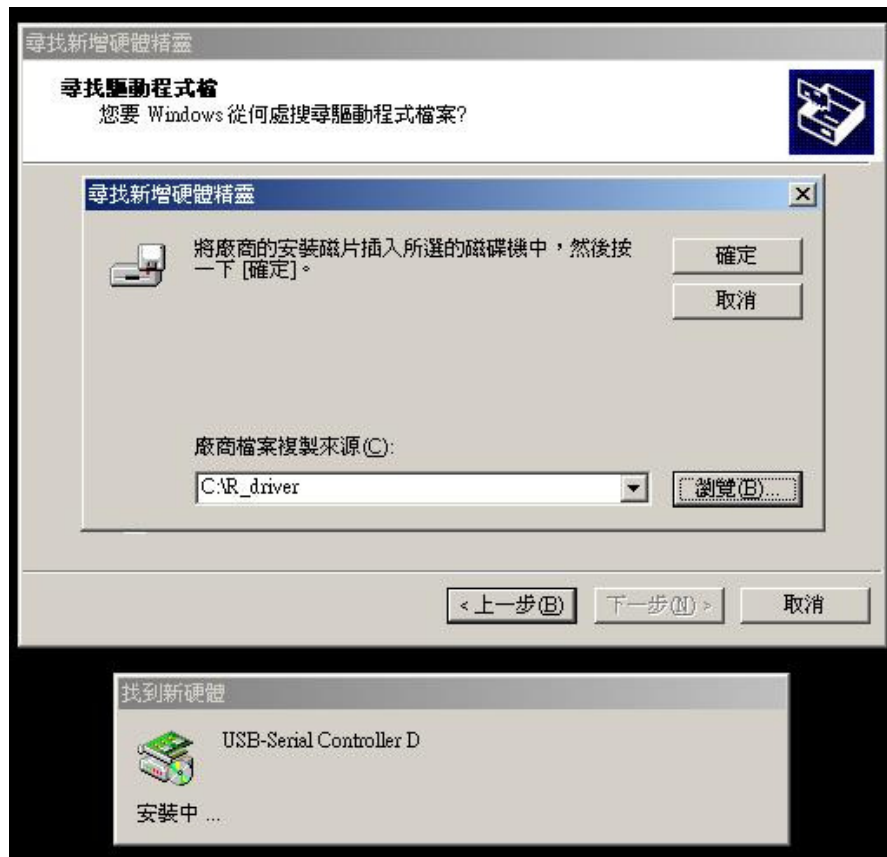 尋找新增硬體精靈
尋找驅動程式檔
您要 Windows 從何處搜尋驅動程式檔案?
尋找新增硬體精靈
將廠商的安裝磁片插入所選的磁碟機中，然後按
一下 [確定]。
確定
取消
廠商檔案複製來源(C):
C:\R_driver
瀏覽(B)...
<上一步(B)
下一步(N)>
取消
找到新硬體
USB-Serial Controller D
安裝中 ...